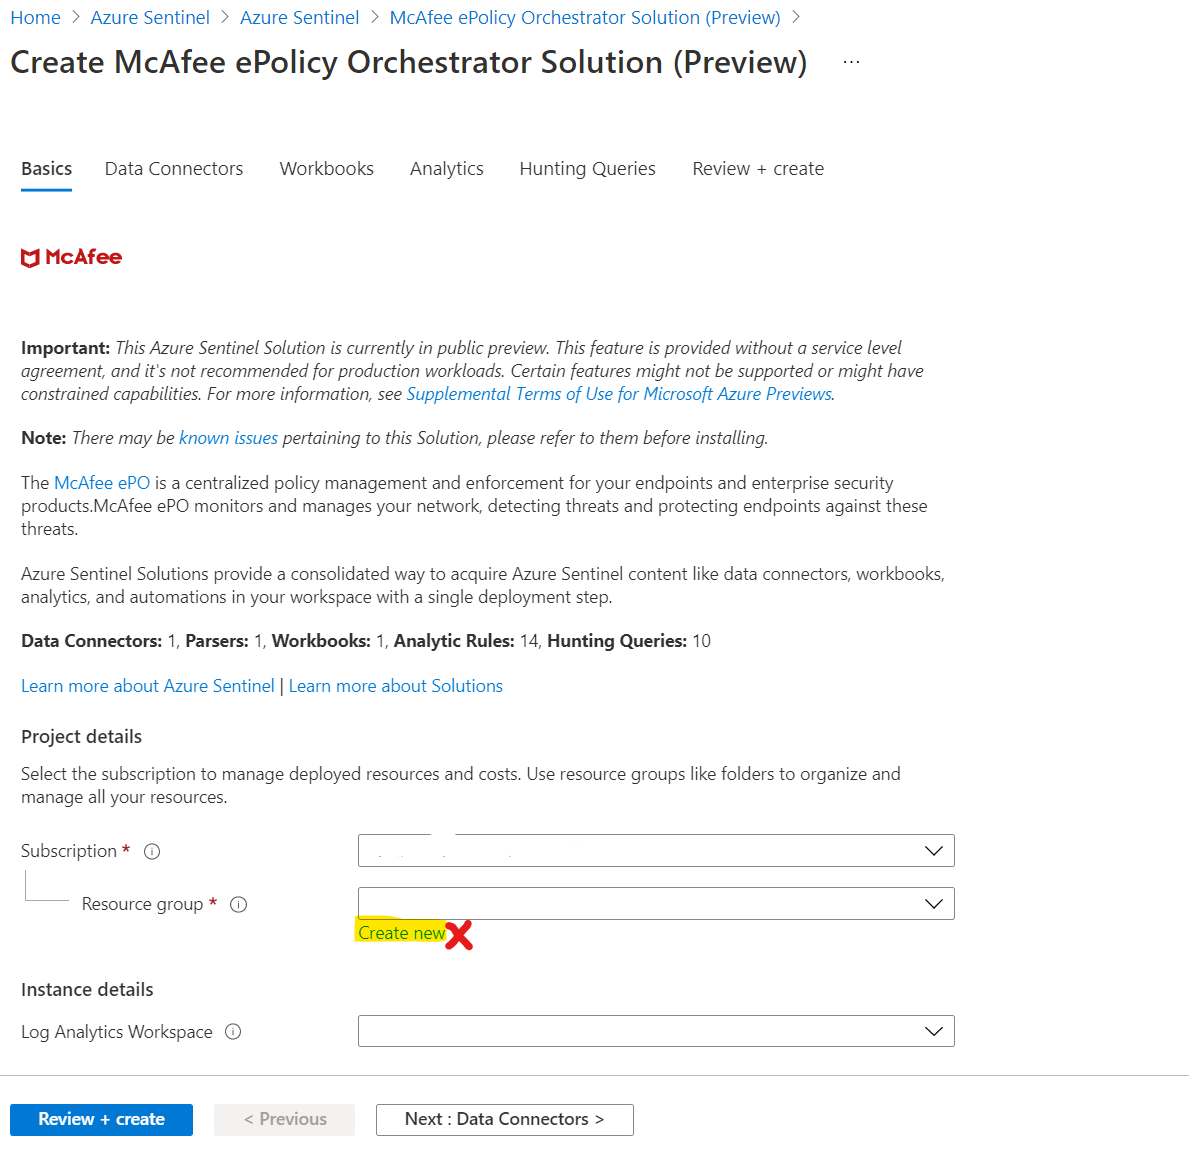 Home > Azure Sentinel > Azure Sentinel > McAfee ePolicy Orchestrator Solution (Preview) >
Create McAfee ePolicy Orchestrator Solution (Preview) ...
Basics Data Connectors Workbooks Analytics Hunting Queries Review + create
McAfee
Important: This Azure Sentinel Solution is currently in public preview. This feature is provided without a service level
agreement, and it's not recommended for production workloads. Certain features might not be supported or might have
constrained capabilities. For more information, see Supplemental Terms of Use for Microsoft Azure Previews.
Note: There may be known issues pertaining to this Solution, please refer to them before installing.
The McAfee ePO is a centralized policy management and enforcement for your endpoints and enterprise security
products.McAfee ePO monitors and manages your network, detecting threats and protecting endpoints against these
threats.
Azure Sentinel Solutions provide a consolidated way to acquire Azure Sentinel content like data connectors, workbooks,
analytics, and automations in your workspace with a single deployment step.
Data Connectors: 1, Parsers: 1, Workbooks: 1, Analytic Rules: 14, Hunting Queries: 10
Learn more about Azure Sentinel | Learn more about Solutions
Project details
Select the subscription to manage deployed resources and costs. Use resource groups like folders to organize and
manage all your resources.
Subscription *
Resource group *
Create new
Instance details
Log Analytics Workspace
Review + create < Previous Next : Data Connectors >